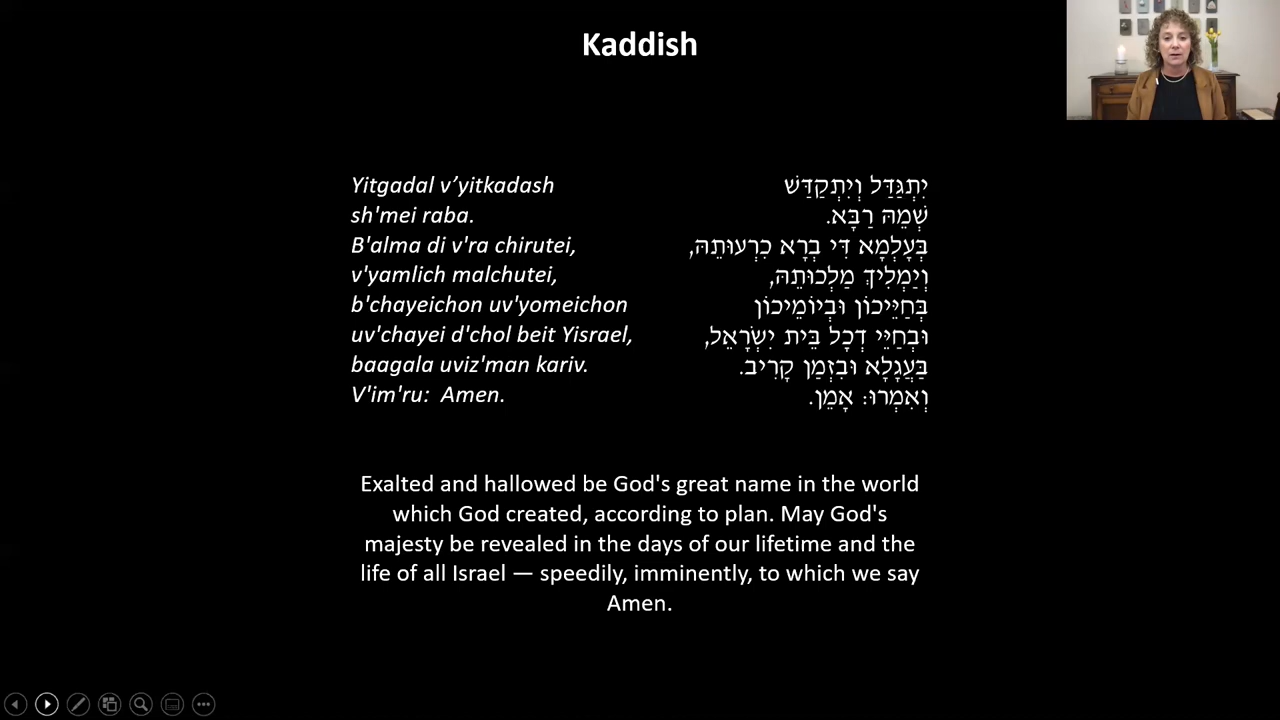 Kaddish
Yitgadal v’yitkadash
sh'mei raba.
B'alma di v'ra chirutei,
v'yamlich malchutei,
b'chayeichon uv'yomeichon
uv'chayei d'chol beit Yisrael,
baagala uviz'man kariv.
V'im'ru:  Amen.
יִתְגַּדַּל וְיִתְקַדַּשׁ
שְׁמֵהּ רַבָּא.
בְּעָלְמָא דִּי בְרָא כִרְעוּתֵהּ,
וְיַמְלִיךְ מַלְכוּתֵהּ,
בְּחַיֵּיכוֹן וּבְיוֹמֵיכוֹן
וּבְחַיֵּי דְכָל בֵּית יִשְׂרָאֵל,
בַּעֲגָלָא וּבִזְמַן קָרִיב.
וְאִמְרוּ: אָמֵן.
Exalted and hallowed be God's great name in the world
which God created, according to plan. May God's
majesty be revealed in the days of our lifetime and the
life of all Israel — speedily, imminently, to which we say
Amen.